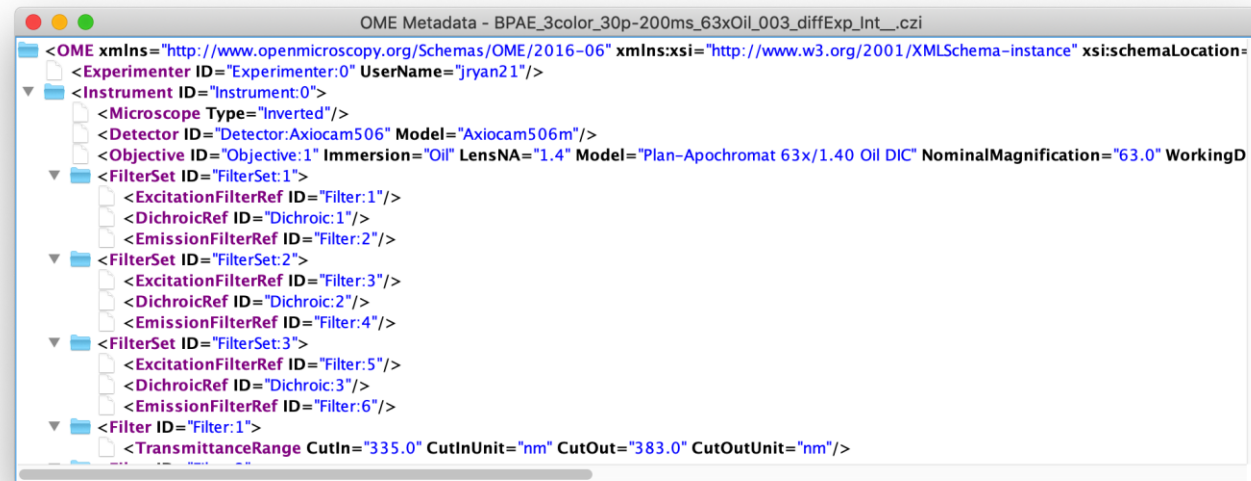 OME Metadata - BPAE_3color_30p-200ms_63xOil_003_diffExp_Int__.czi
<OME xmlns="http://www.openmicroscopy.org/Schemas/OME/2016-06" xmlns:xsi="http://www.w3.org/2001/XMLSchema-instance" xsi:schemaLocation=
<Experimenter ID="Experimenter:0" UserName="jryan21"/>
<Instrument ID="Instrument:0">
<Microscope Type="Inverted"/>
<Detector ID="Detector:Axiocam506" Model="Axiocam506m"/>
<Objective ID="Objective:1" Immersion="Oil" LensNA="1.4" Model="Plan-Apochromat 63x/1.40 Oil DIC" NominalMagnification="63.0" WorkingD
<FilterSet ID="FilterSet:1">
<ExcitationFilterRef ID="Filter:1"/>
<DichroicRef ID="Dichroic:1"/>
<EmissionFilterRef ID="Filter:2"/>
<FilterSet ID="FilterSet:2">
<ExcitationFilterRef ID="Filter:3"/>
<DichroicRef ID="Dichroic:2"/>
<EmissionFilterRef ID="Filter:4"/>
<FilterSet ID="FilterSet:3">
<ExcitationFilterRef ID="Filter:5"/>
<DichroicRef ID="Dichroic:3"/>
<EmissionFilterRef ID="Filter:6"/>
<Filter ID="Filter:1">
<TransmittanceRange CutIn="335.0" CutInUnit="nm" CutOut="383.0" CutOutUnit="nm"/>